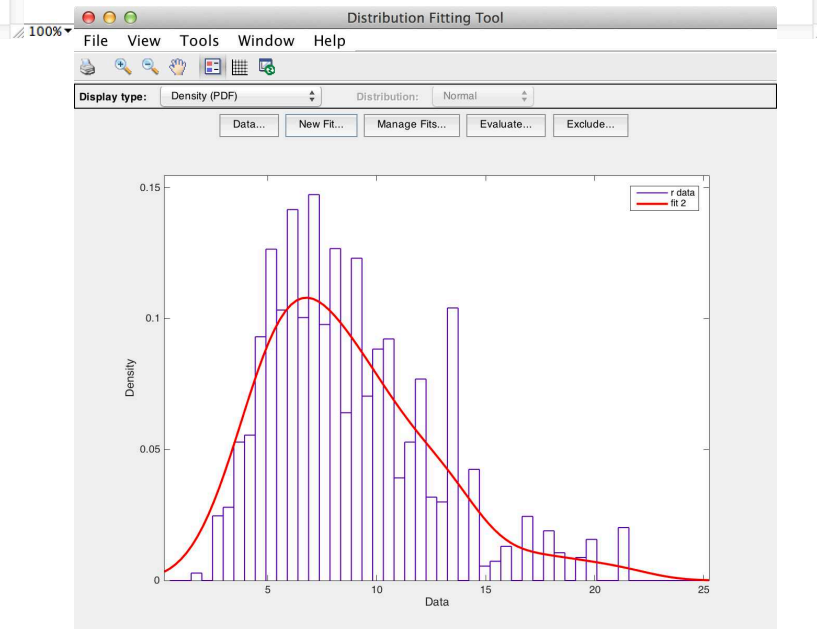 Distribution Fitting Tool
100%
File View Tools Window Help
Display type: Density (PDF) Distribution: Normal
Data... New Fit... Manage Fits... Evaluate... Exclude...
0.15
r data
fit 2
0.1
Density
0.05
0
5 10 15 20 25
Data